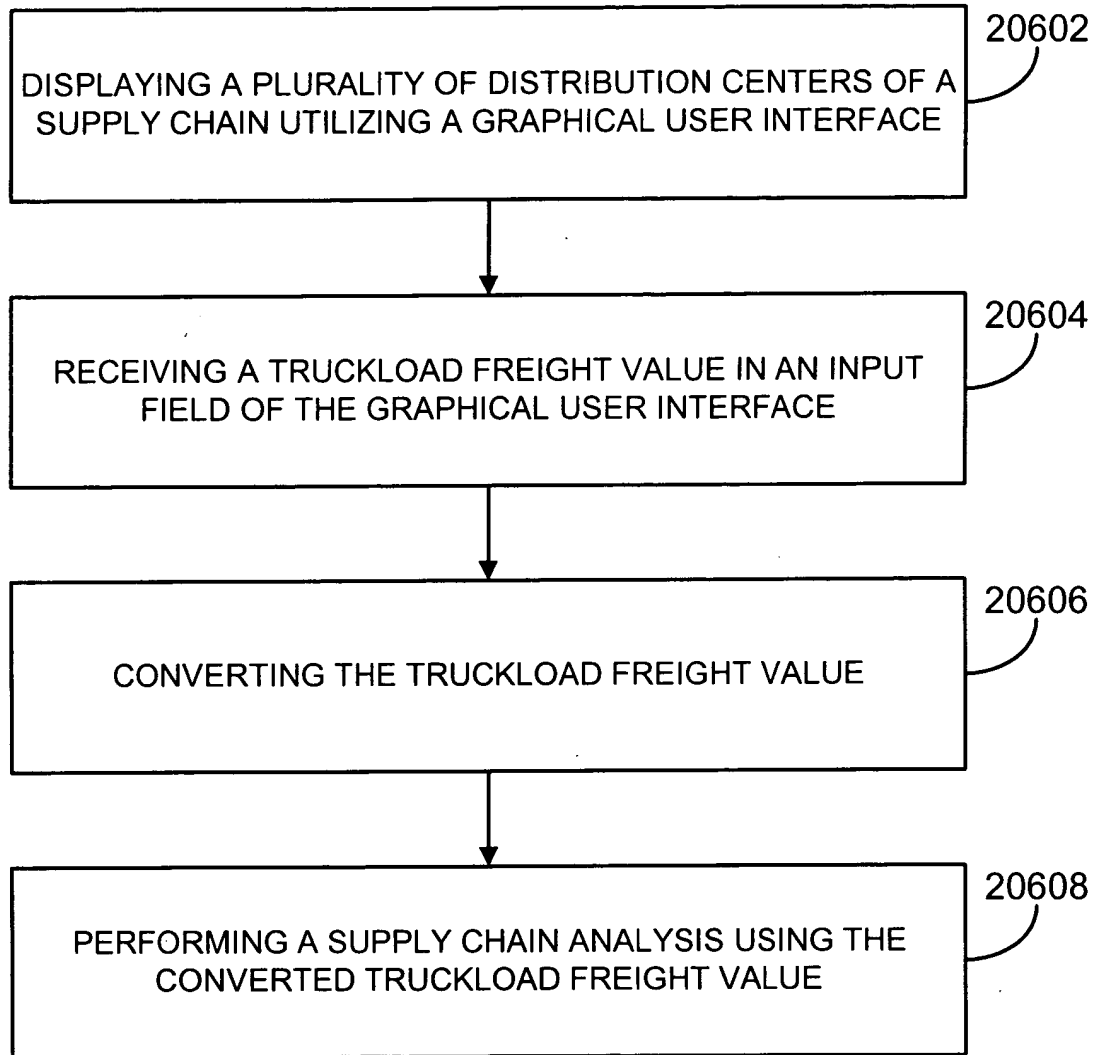 20602
DISPLAYING A PLURALITY OF DISTRIBUTION CENTERS OF A
SUPPLY CHAIN UTILIZING A GRAPHICAL USER INTERFACE
20604
RECEIVING A TRUCKLOAD FREIGHT VALUE IN AN INPUT
FIELD OF THE GRAPHICAL USER INTERFACE
20606
CONVERTING THE TRUCKLOAD FREIGHT VALUE
20608
PERFORMING A SUPPLY CHAIN ANALYSIS USING THE
CONVERTED TRUCKLOAD FREIGHT VALUE